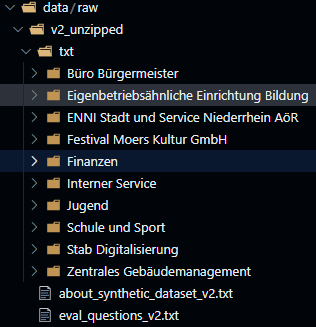 data/raw
v2_unzipped
txt
Büro Bürgermeister
Eigenbetriebsähnliche Einrichtung Bildung
ENNI Stadt und Service Niederrhein AöR
Festival Moers Kultur GmbH
Finanzen
Interner Service
Jugend
Schule und Sport
Stab Digitalisierung
Zentrales Gebäudemanagement
about_synthetic_dataset_v2.txt
eval_questions_v2.txt